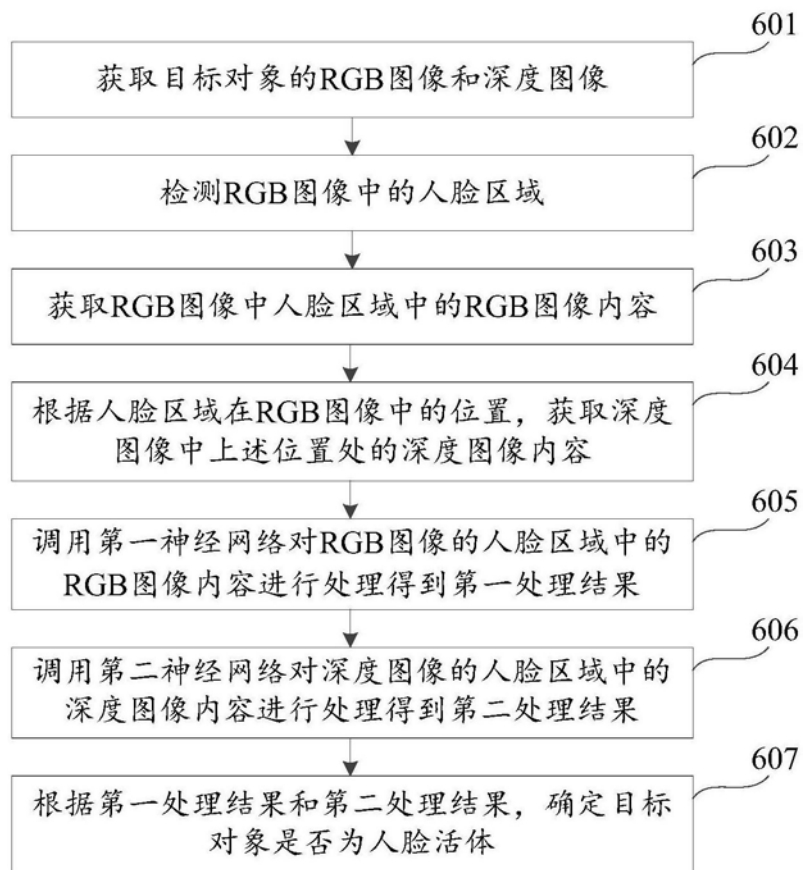 601
获取目标对象的RGB图像和深度图像
602
检测RGB图像中的人脸区域
603
获取RGB图像中人脸区域中的RGB图像内容
604
根据人脸区域在RGB图像中的位置，获取深度
图像中上述位置处的深度图像内容
605
调用第一神经网络对RGB图像的人脸区域中的
RGB图像内容进行处理得到第一处理结果
606
调用第二神经网络对深度图像的人脸区域中的
深度图像内容进行处理得到第二处理结果
607
根据第一处理结果和第二处理结果，确定目标
对象是否为人脸活体